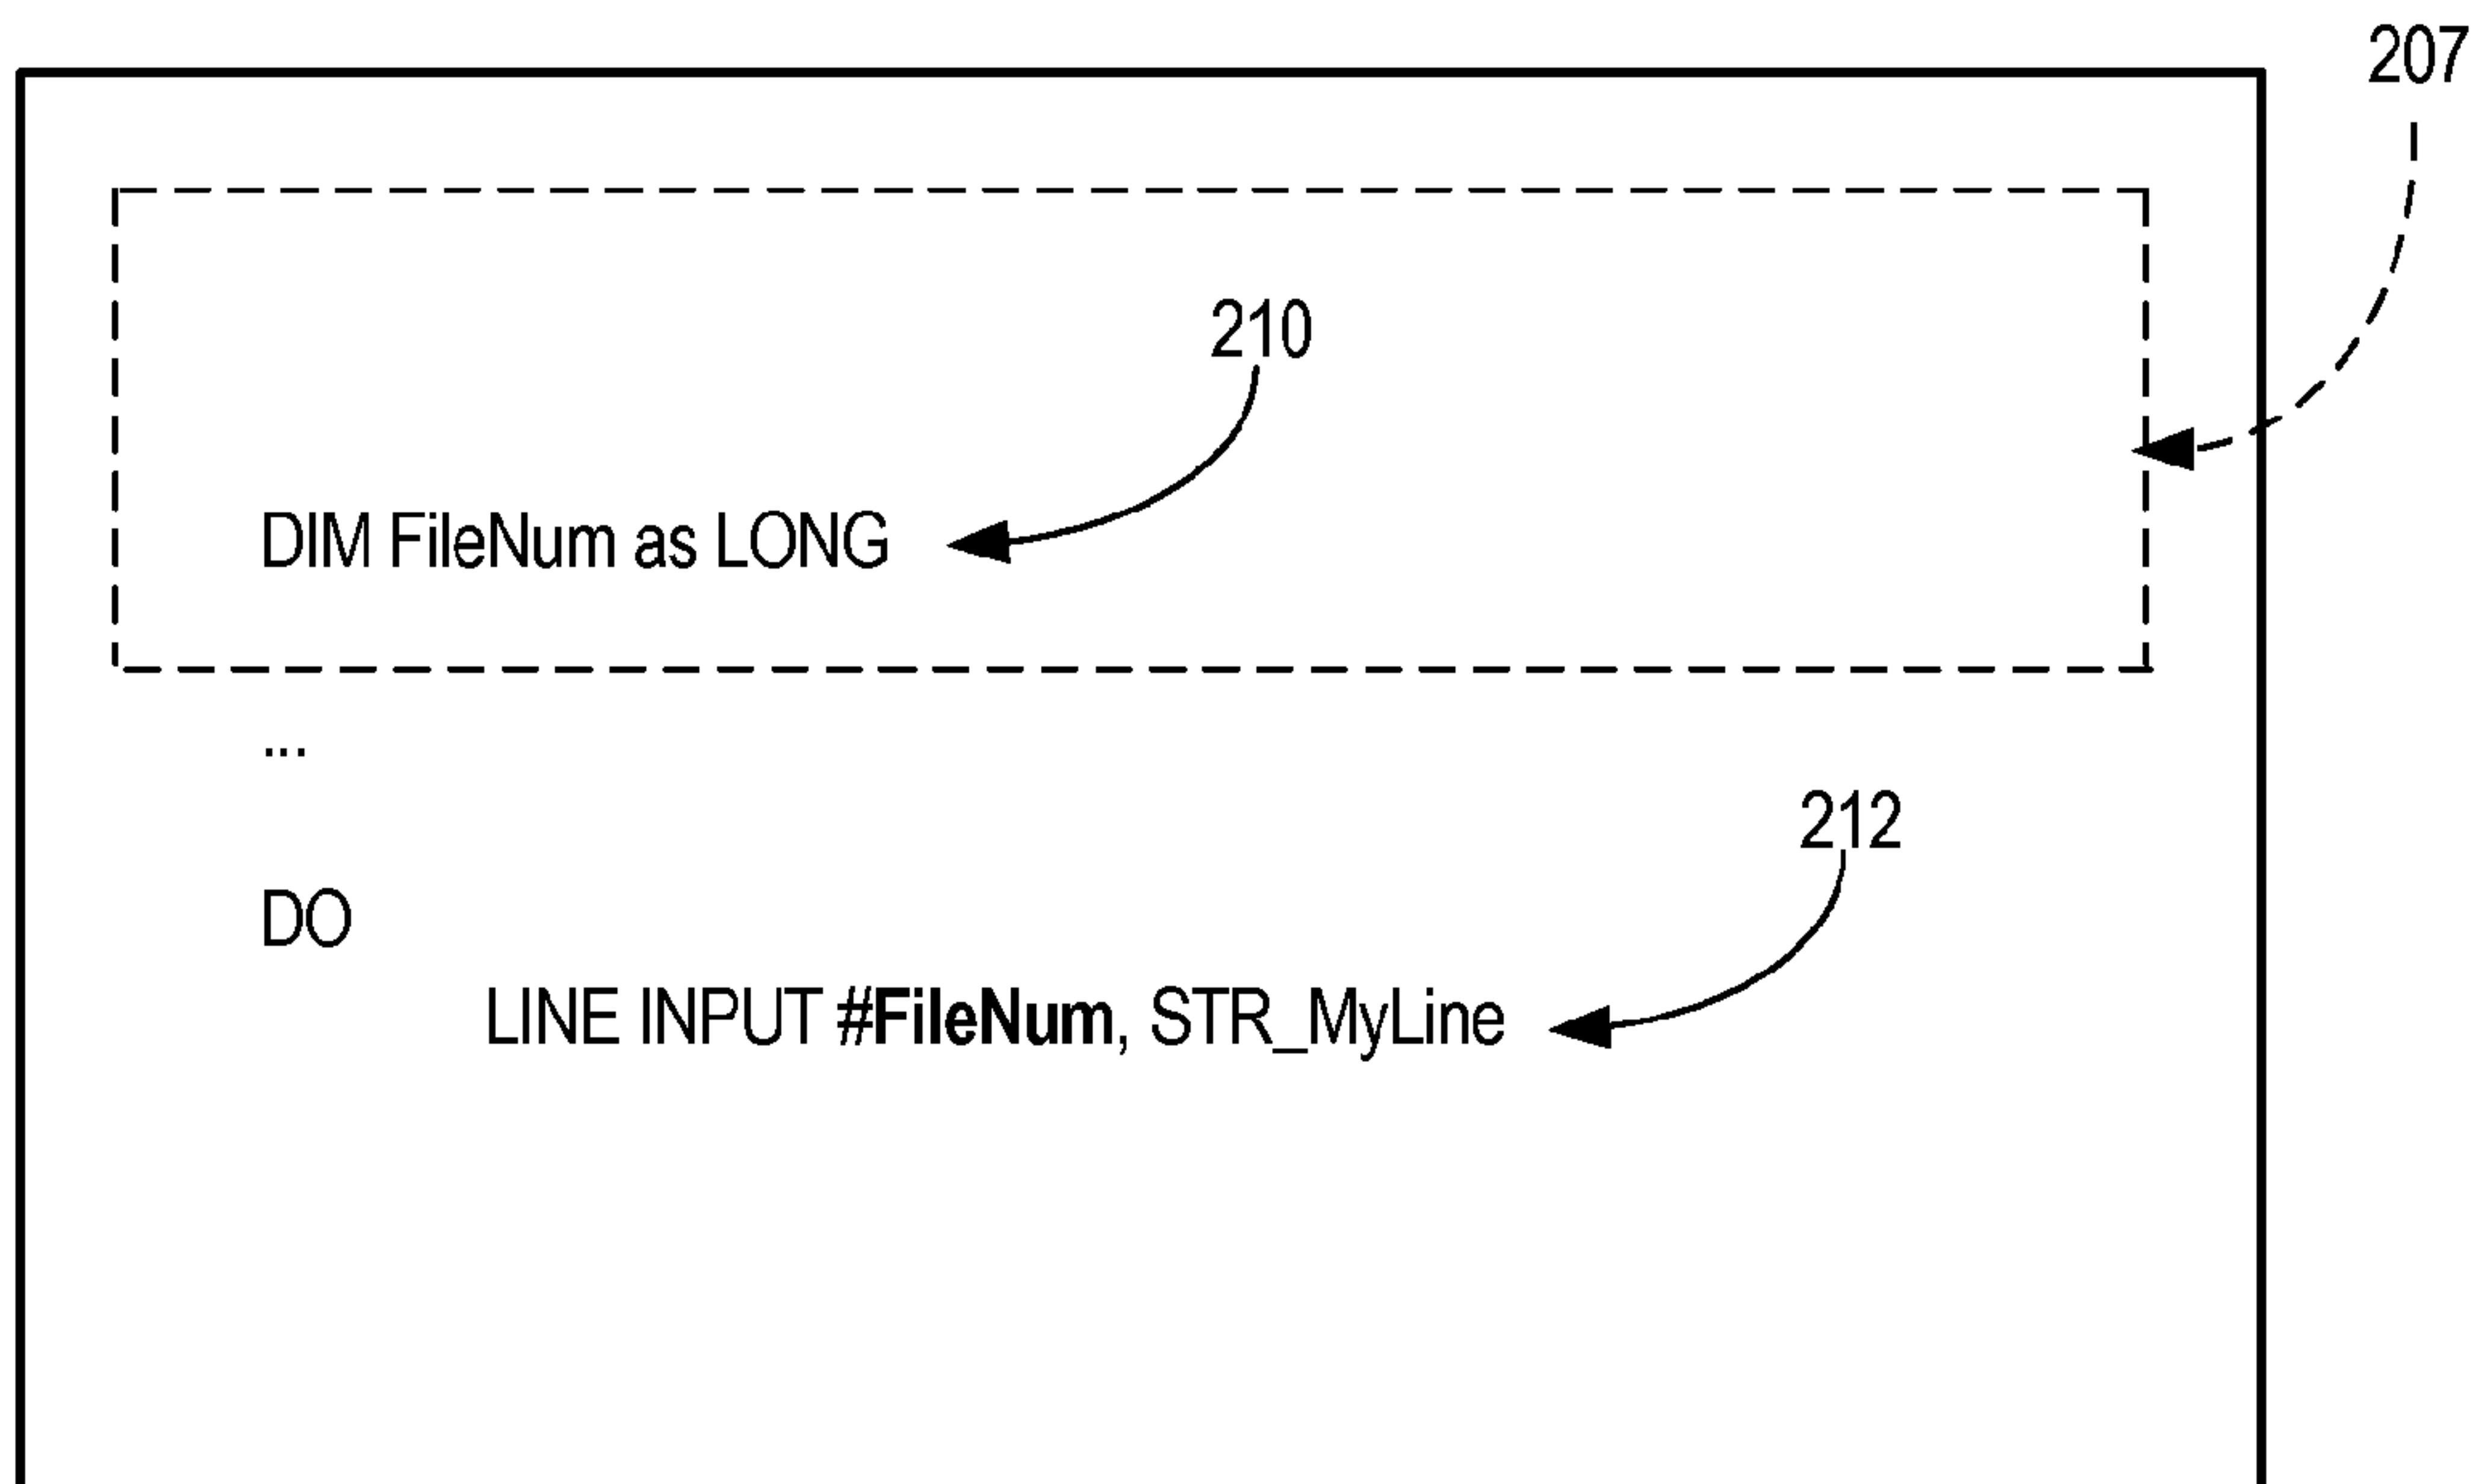 207
210
DIM FileNum as LONG
...
212
DO
LINE INPUT #FileNum, STR_MyLine